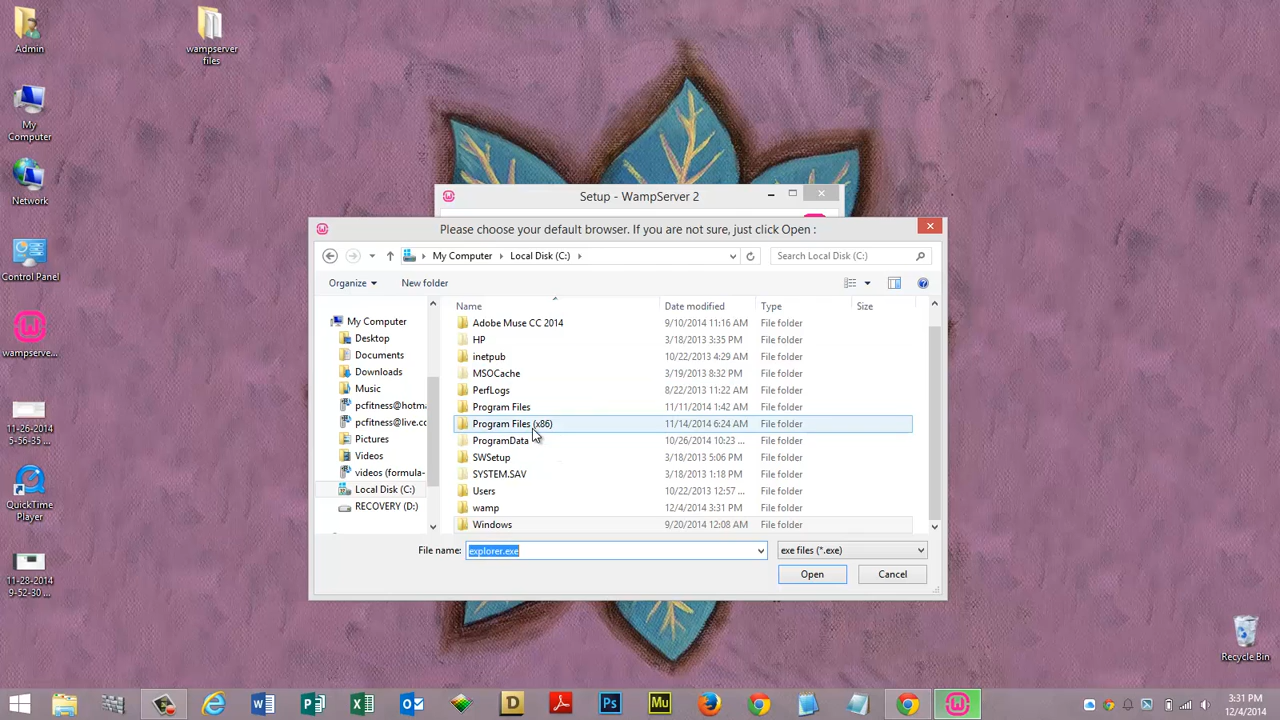 Admin
wampserver
files
My
Computer
Network
Control Panel
wampserve...
11-26-2014
5-56-35 ...
QuickTime
Player
11-28-2014
9-52-30 ...
Setup - WampServer 2
Please choose your default browser. If you are not sure, just click Open :
My Computer Local Disk (C:)
Search Local Disk (C:)
Organize
New folder
My Computer
Desktop
Documents
Downloads
Music
pcfitness@hotm.
pcfitness@live.cc
Pictures
Videos
videos (formula-
Local Disk (C:)
RECOVERY (D:)
Name Date modified Type Size
Adobe Muse CC 2014 9/10/2014 11:16 AM File folder
HP 3/18/2013 3:35 PM File folder
inetpub 10/22/2013 4:29 AM File folder
MSOCache 3/19/2013 8:32 PM File folder
PerfLogs 8/22/2013 11:22 AM File folder
Program Files 11/11/2014 1:42 AM File folder
Program Files (x86) 11/14/2014 6:24 AM File folder
ProgramData 10/26/2014 10:23 ... File folder
SWSetup 3/18/2013 5:06 PM File folder
SYSTEM.SAV 3/18/2013 1:18 PM File folder
Users 10/22/2013 12:57 ... File folder
wamp 12/4/2014 3:31 PM File folder
Windows 9/20/2014 12:08 AM File folder
File name: explorer.exe
exe files (*.exe)
Open
Cancel
Recycle Bin
3:31 PM
12/4/2014